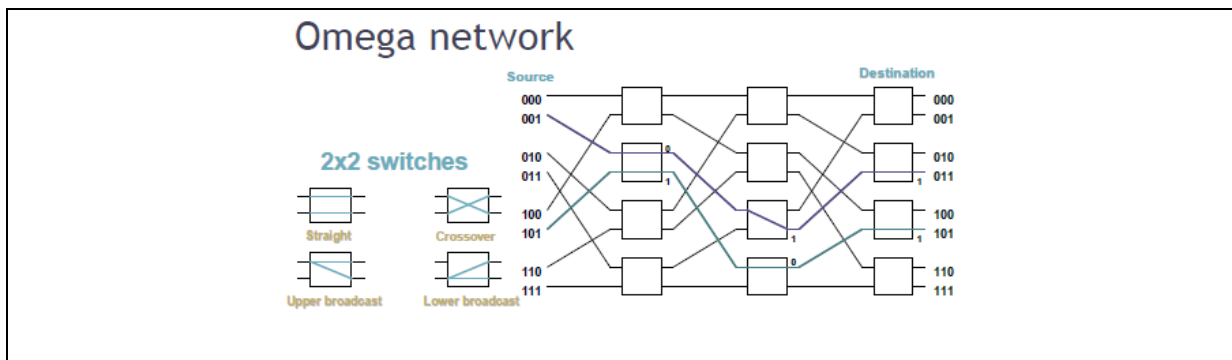 Omega network
Source
Destination
000
000
001
001
0
2x2 switches
010
010
011
011
1
1
100
100
Straight
Crossover
101
101
1
1
0
110
110
Upper broadcast
Lower broadcast
111
111